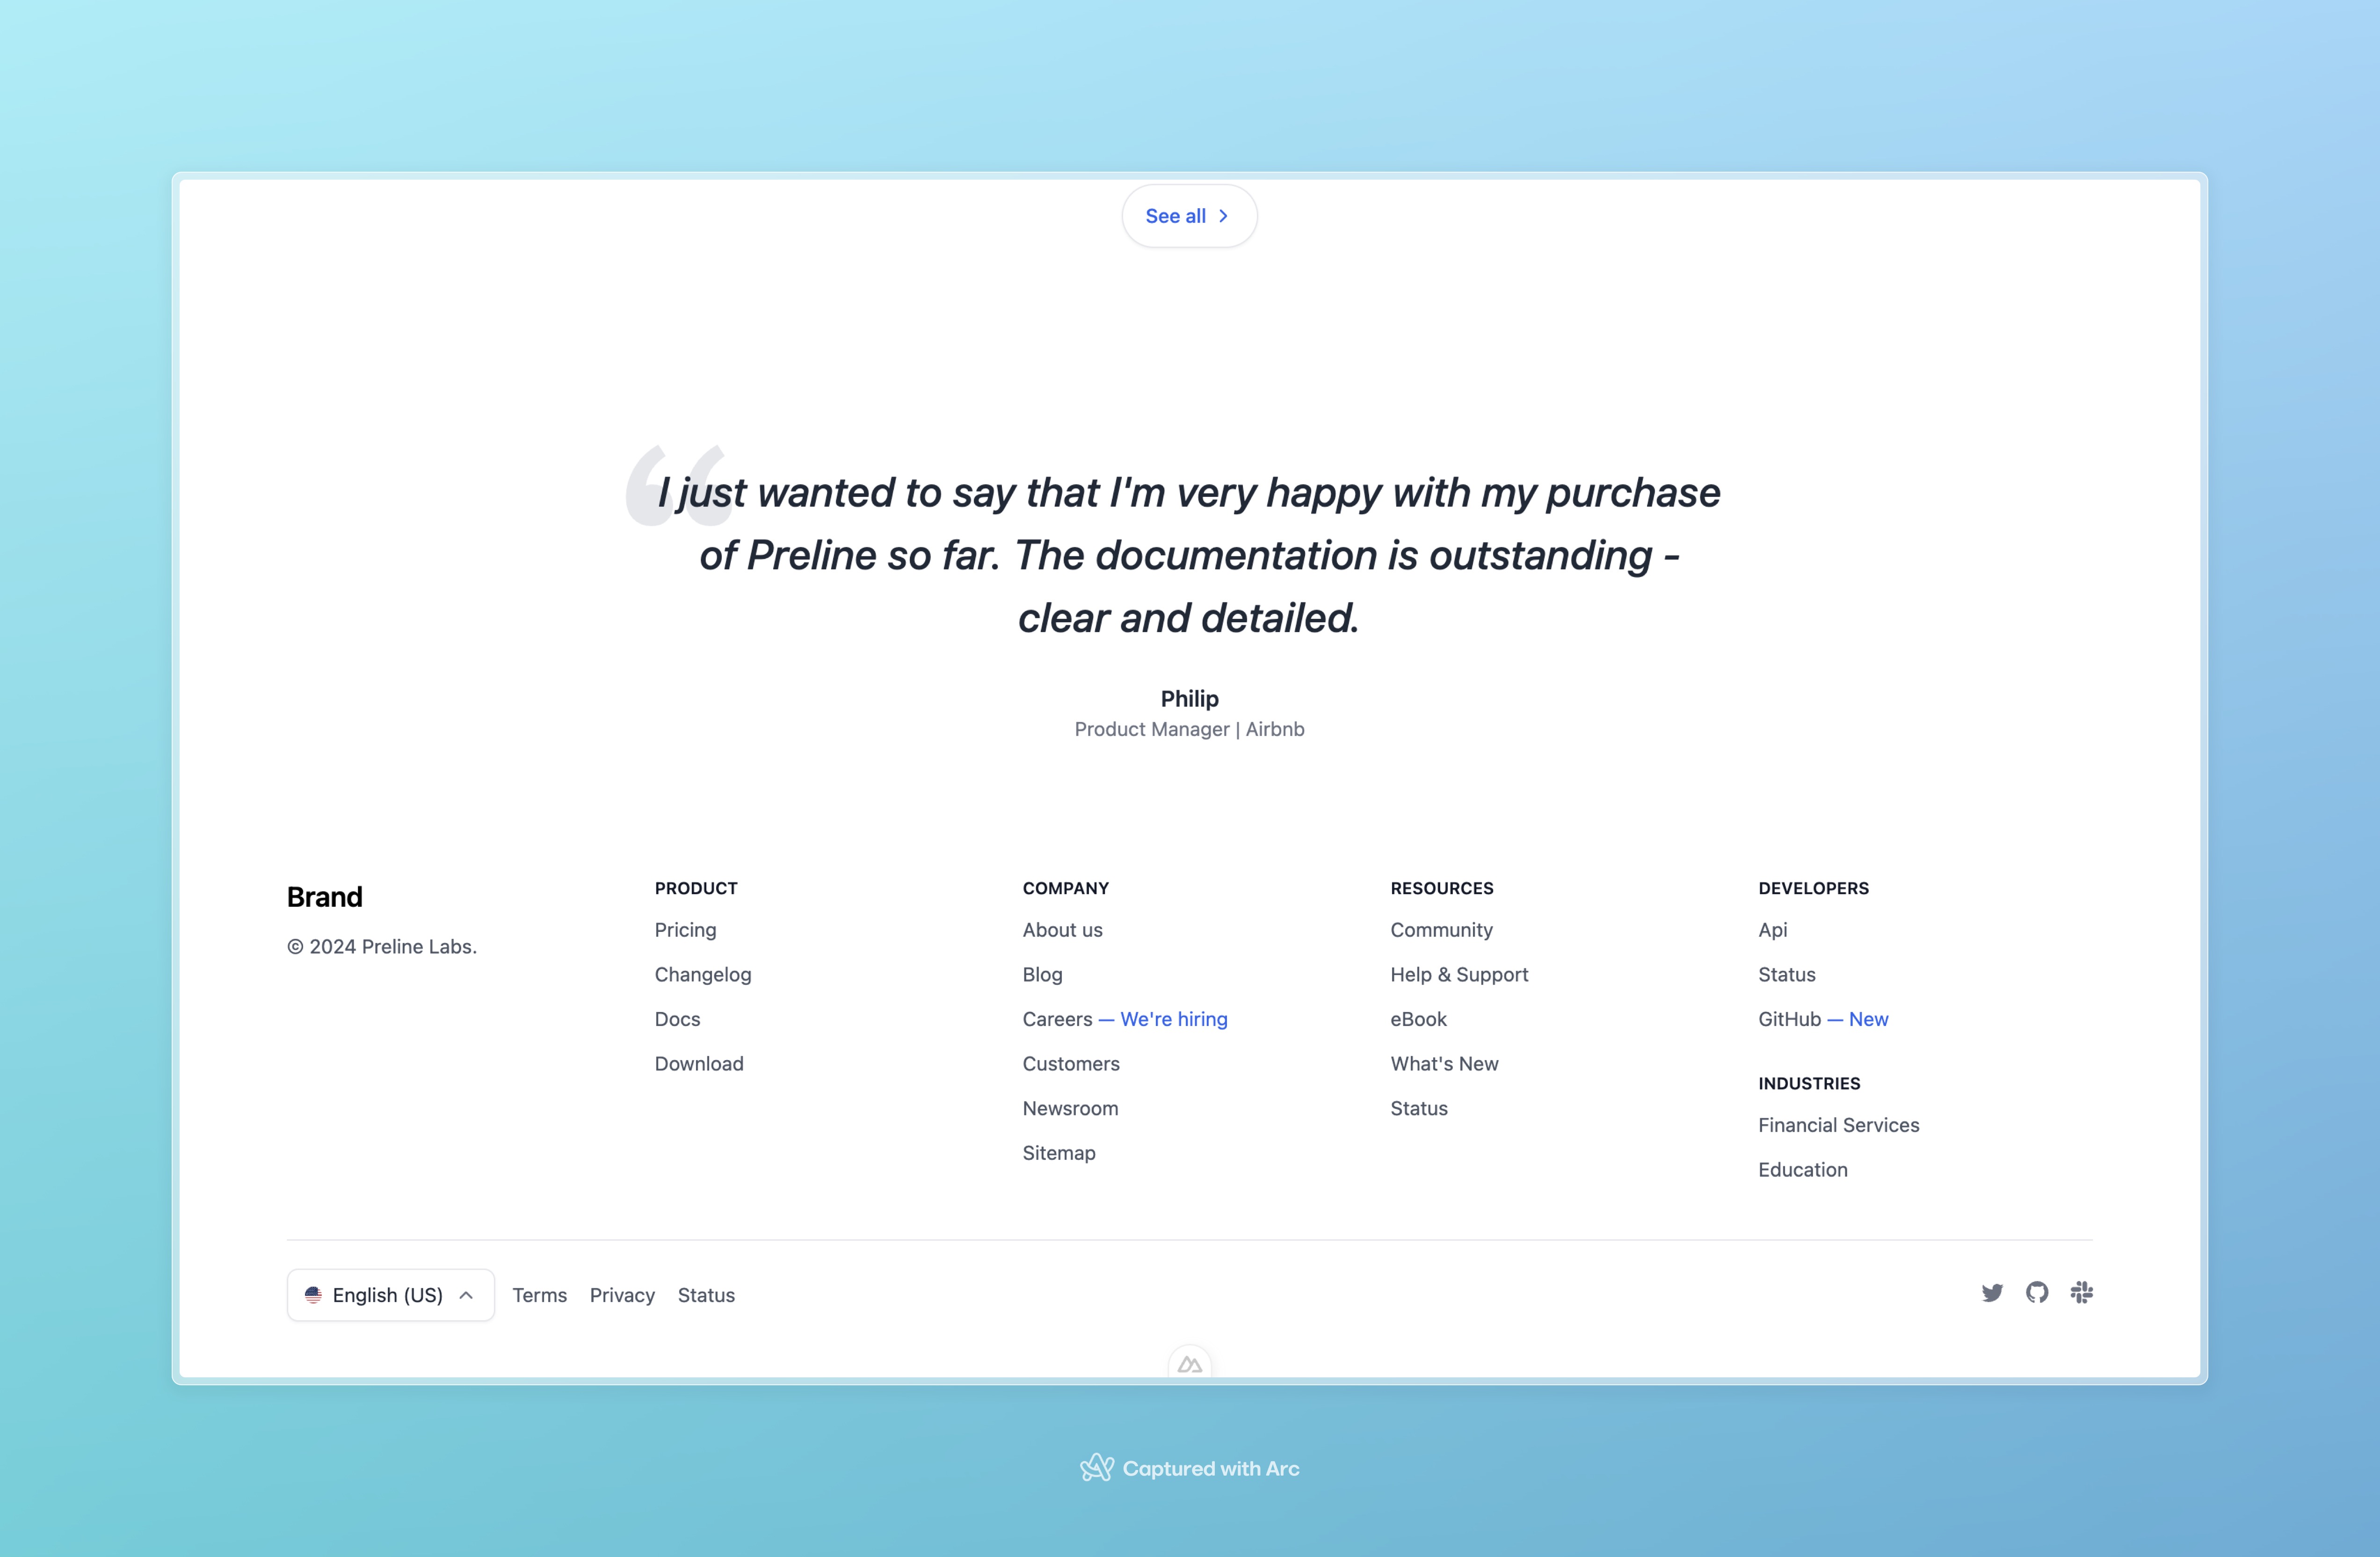 See all
I just wanted to say that I'm very happy with my purchase
of Preline so far. The documentation is outstanding -
clear and detailed.
Philip
Product Manager | Airbnb
Brand
© 2024 Preline Labs.
PRODUCT
Pricing
Changelog
Docs
Download
COMPANY
About us
Blog
Careers — We're hiring
Customers
Newsroom
Sitemap
RESOURCES
Community
Help & Support
eBook
What's New
Status
DEVELOPERS
Api
Status
GitHub — New
INDUSTRIES
Financial Services
Education
English (US)
Terms Privacy Status
Captured with Arc